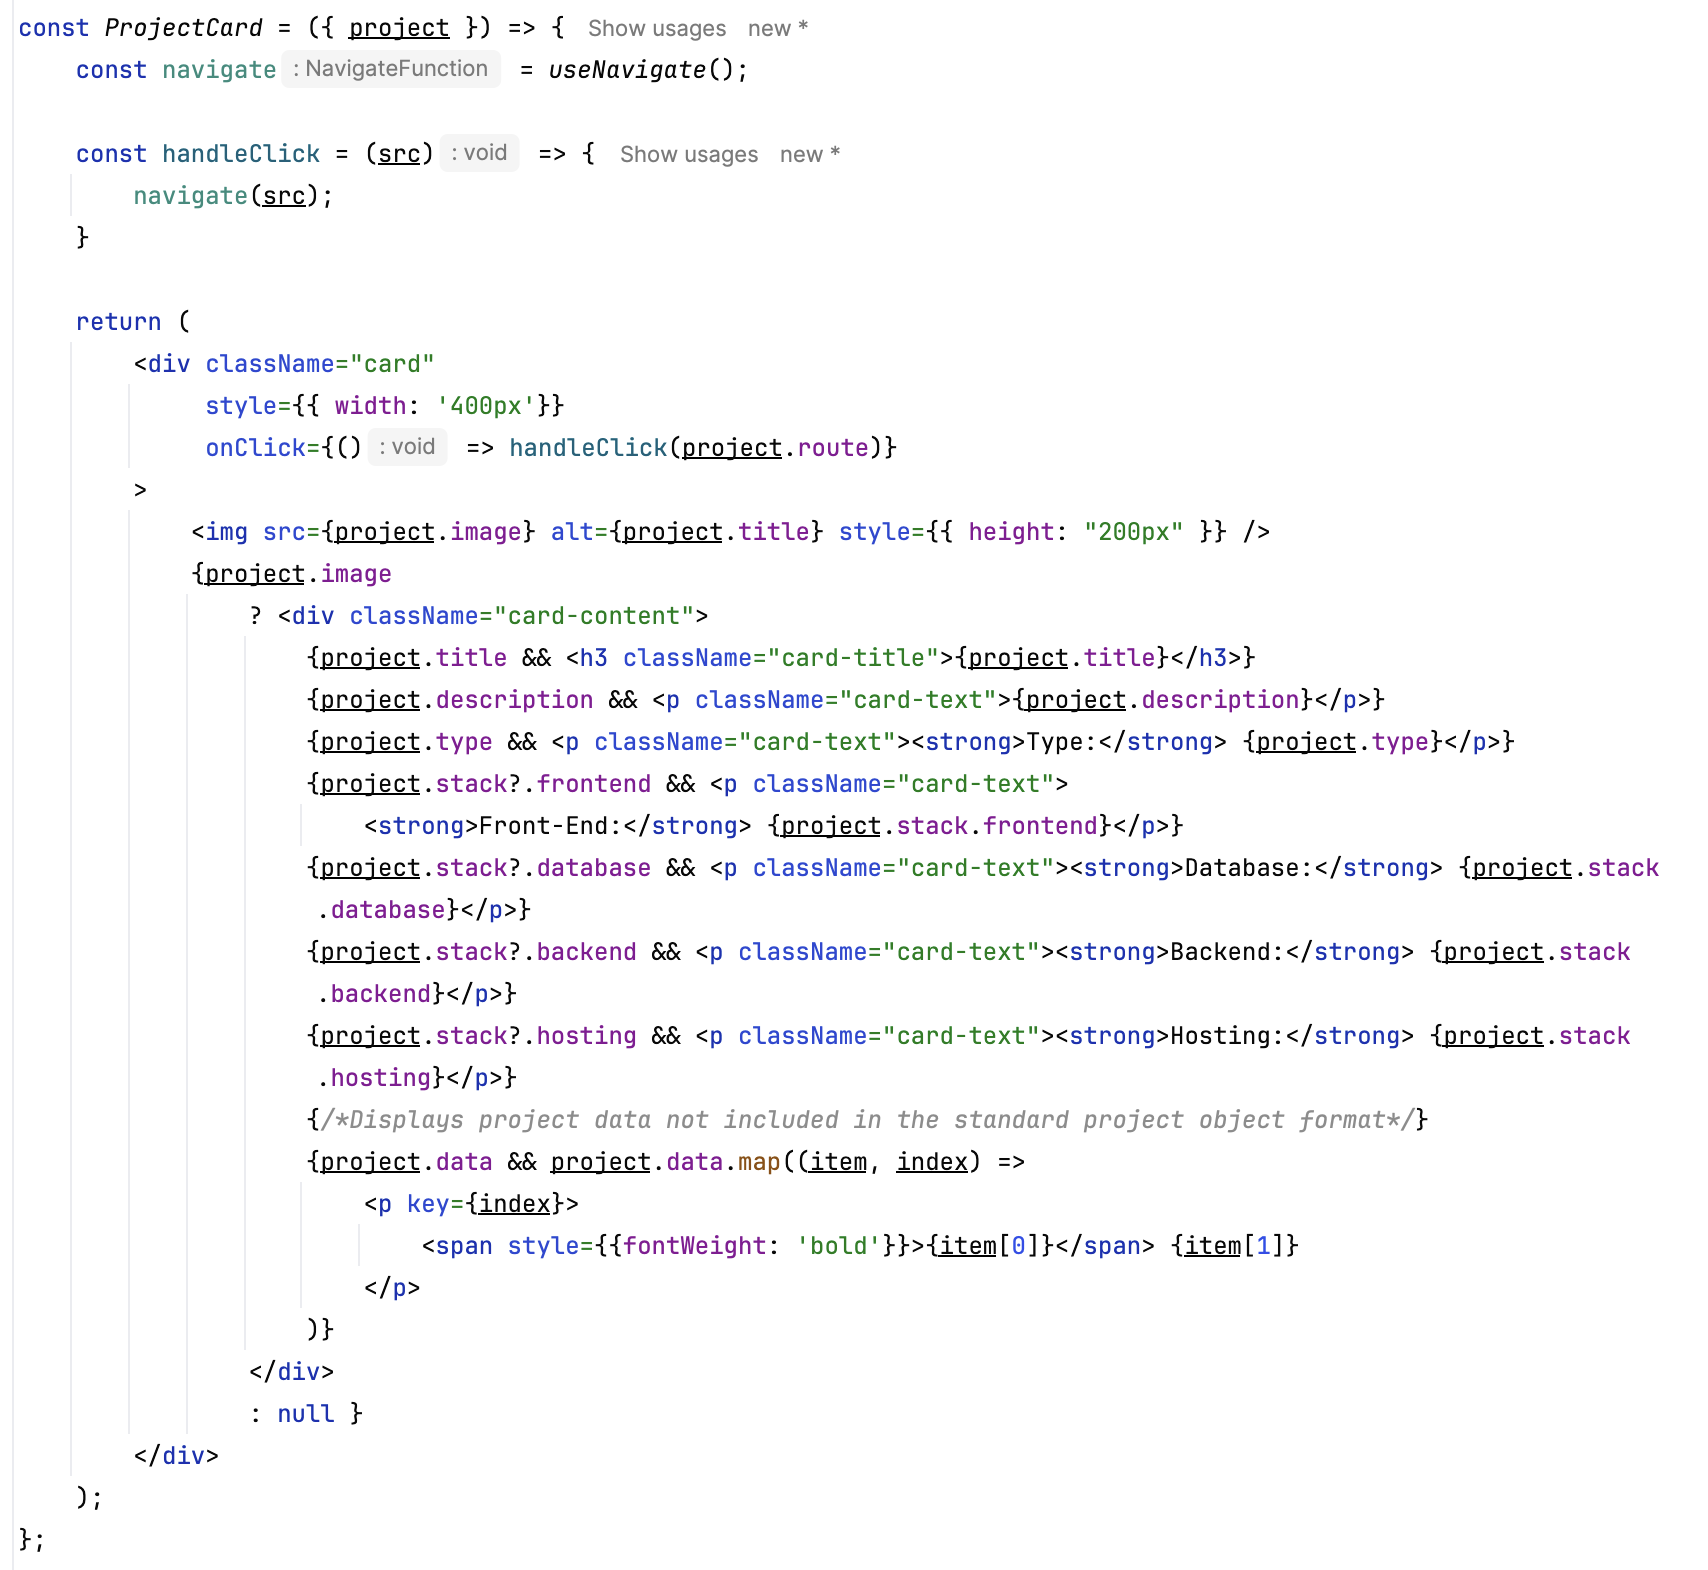 const ProjectCard = ({ project }) => { Show usages new *
    const navigate : NavigateFunction = useNavigate();

    const handleClick = (src) : void => { Show usages new *
        navigate(src);
    }

    return (
        <div className="card"
             style={{ width: '400px'}}
             onClick={() : void => handleClick(project.route)}
        >
            <img src={project.image} alt={project.title} style={{ height: "200px" }} />
            {project.image
                ? <div className="card-content">
                    {project.title && <h3 className="card-title">{project.title}</h3>}
                    {project.description && <p className="card-text">{project.description}</p>}
                    {project.type && <p className="card-text"><strong>Type:</strong> {project.type}</p>}
                    {project.stack?.frontend && <p className="card-text">
                        <strong>Front-End:</strong> {project.stack.frontend}</p>}
                    {project.stack?.database && <p className="card-text"><strong>Database:</strong> {project.stack
                     .database}</p>}
                    {project.stack?.backend && <p className="card-text"><strong>Backend:</strong> {project.stack
                     .backend}</p>}
                    {project.stack?.hosting && <p className="card-text"><strong>Hosting:</strong> {project.stack
                     .hosting}</p>}
                    {/*Displays project data not included in the standard project object format*/}
                    {project.data && project.data.map((item, index) =>
                        <p key={index}>
                            <span style={{fontWeight: 'bold'}}>{item[0]}</span> {item[1]}
                        </p>
                    )}
                </div>
                : null }
        </div>
    );
};